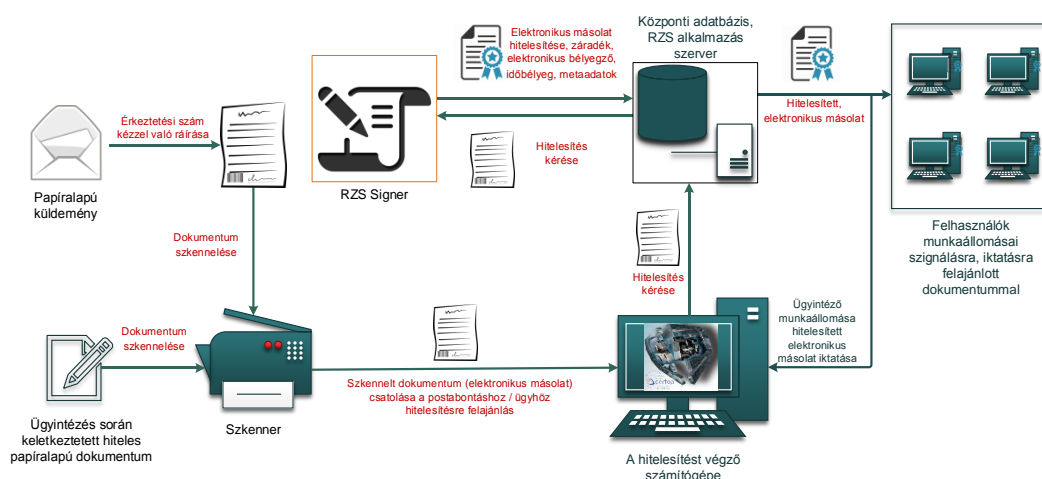 Elektronikus másolat
hitelesítése, záradék,
elektronikus bélyegző,
időbélyeg, metaadatok
Központi adatbázis,
RZS alkalmazás
szerver
Érkeztetési szám
kézzel való ráírása
Hitelesített,
elektronikus másolat
Hitelesítés
kérése
Papíralapú
küldemény
RZS Signer
Felhasználók
munkaállomásai
szignálásra, iktatásra
felajánlott
dokumentummal
Dokumentum
szkennelése
Hitelesítés
kérése
Ügyintéző
munkaállomása
hitelesített
elektronikus
másolat iktatása
Dokumentum
szkennelése
Szkennelt dokumentum (elektronikus másolat)
csatolása a postabontáshoz / ügyhöz
hitelesítésre felajánlás
Ügyintézés során
keletkeztetett hiteles
papíralapú dokumentum
Szkenner
A hitelesítést végző
számítógépe